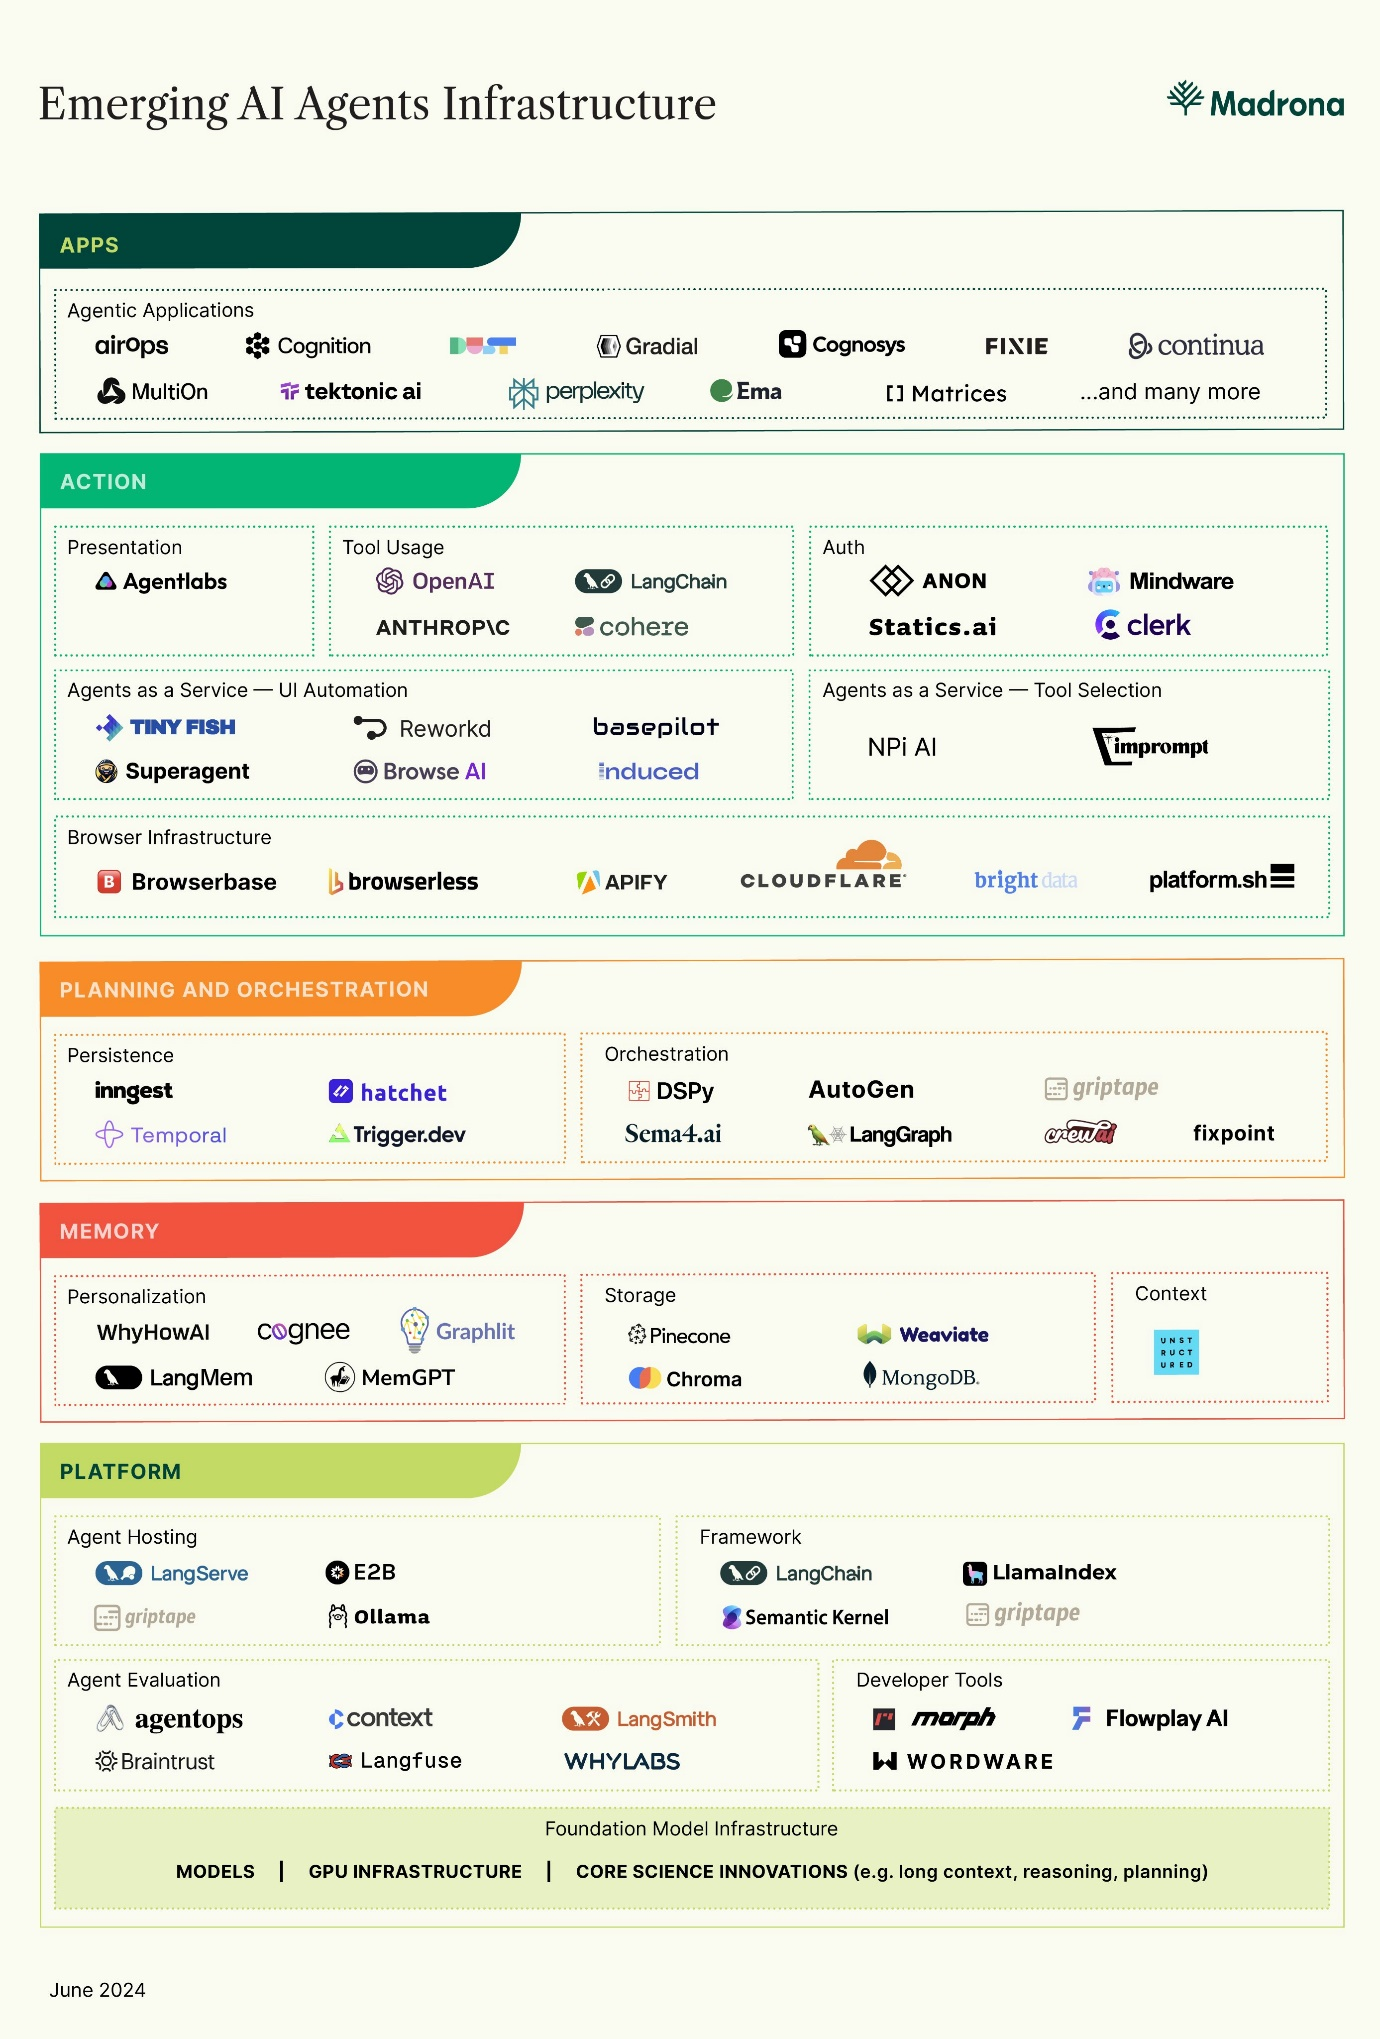 Emerging AI Agents Infrastructure
Madrona
APPS
Agentic Applications
airops Cognition DUST Gradial Cognosys FIXIE continua
MultiOn tektonic ai perplexity Ema [] Matrices ...and many more
ACTION
Presentation
Agentlabs
Tool Usage
OpenAI LangChain
ANTHROP\C cohere
Auth
ANON Mindware
Statics.ai clerk
Agents as a Service — UI Automation
TINY FISH Reworkd basepilot
Superagent Browse AI induced
Agents as a Service — Tool Selection
NPi AI imprompt
Browser Infrastructure
B Browserbase browserless APIFY CLOUDFLARE bright data platform.sh
PLANNING AND ORCHESTRATION
Persistence
inngest hatchet
Temporal Trigger.dev
Orchestration
DSPy AutoGen griptape
Sema4.ai LangGraph crewai fixpoint
MEMORY
Personalization
WhyHowAI cognee Graphlit
LangMem MemGPT
Storage
Pinecone Weaviate
Chroma MongoDB.
Context
UNST
RUCT
URED
PLATFORM
Agent Hosting
LangServe E2B
griptape Ollama
Framework
LangChain LlamaIndex
Semantic Kernel griptape
Agent Evaluation
agentops context LangSmith
Braintrust Langfuse WHYLABS
Developer Tools
morph Flowplay AI
WORDWARE
Foundation Model Infrastructure
MODELS | GPU INFRASTRUCTURE | CORE SCIENCE INNOVATIONS (e.g. long context, reasoning, planning)
June 2024